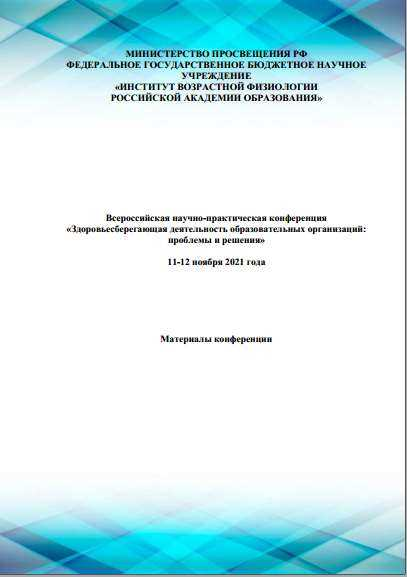 МИНИСТЕРСТВО ПРОСВЕЩЕНИЯ РФ
ФЕДЕРАЛЬНОЕ ГОСУДАРСТВЕННОЕ БЮДЖЕТНОЕ НАУЧНОЕ
УЧРЕЖДЕНИЕ
«ИНСТИТУТ ВОЗРАСТНОЙ ФИЗИОЛОГИИ
РОССИЙСКОЙ АКАДЕМИИ ОБРАЗОВАНИЯ»
Всероссийская научно-практическая конференция
«Здоровьесберегающая деятельность образовательных организаций:
проблемы и решения»
11-12 ноября 2021 года
Материалы конференции